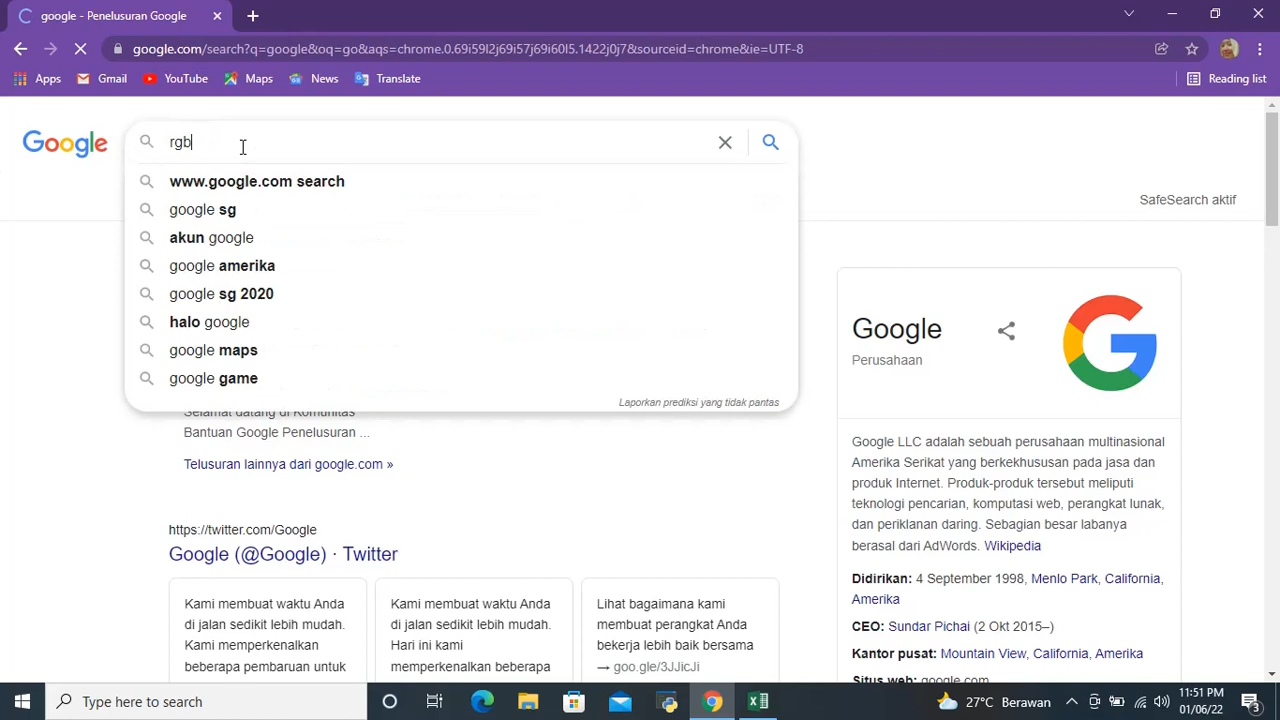 google - Penelusuran Google
google.com/search?q=google&oq=go&aqs=chrome.0.69i59l2j69i57j69i60l5.1422j0j7&sourceid=chrome&ie=UTF-8
Apps Gmail YouTube Maps News Translate Reading list
Google
rgb
SafeSearch aktif
www.google.com search
google sg
akun google
google amerika
google sg 2020
halo google
google maps
google game
Laporkan prediksi yang tidak pantas
Selamat datang di Komunitas
Bantuan Google Penelusuran ...
Telusuran lainnya dari google.com »
https://twitter.com/Google
Google (@Google) · Twitter
Kami membuat waktu Anda
di jalan sedikit lebih mudah.
Kami memperkenalkan
beberapa pembaruan untuk
Kami membuat waktu Anda
di jalan sedikit lebih mudah.
Hari ini kami
memperkenalkan beberapa
Lihat bagaimana kami
membuat perangkat Anda
bekerja lebih baik bersama
→ goo.gle/3JJicJi
Google
Perusahaan
Google LLC adalah sebuah perusahaan multinasional
Amerika Serikat yang berkekhususan pada jasa dan
produk Internet. Produk-produk tersebut meliputi
teknologi pencarian, komputasi web, perangkat lunak,
dan periklanan daring. Sebagian besar labanya
berasal dari AdWords. Wikipedia
Didirikan: 4 September 1998, Menlo Park, California,
Amerika
CEO: Sundar Pichai (2 Okt 2015–)
Kantor pusat: Mountain View, California, Amerika
Situs web: google.com
Type here to search
27°C Berawan
11:51 PM
01/06/22
3